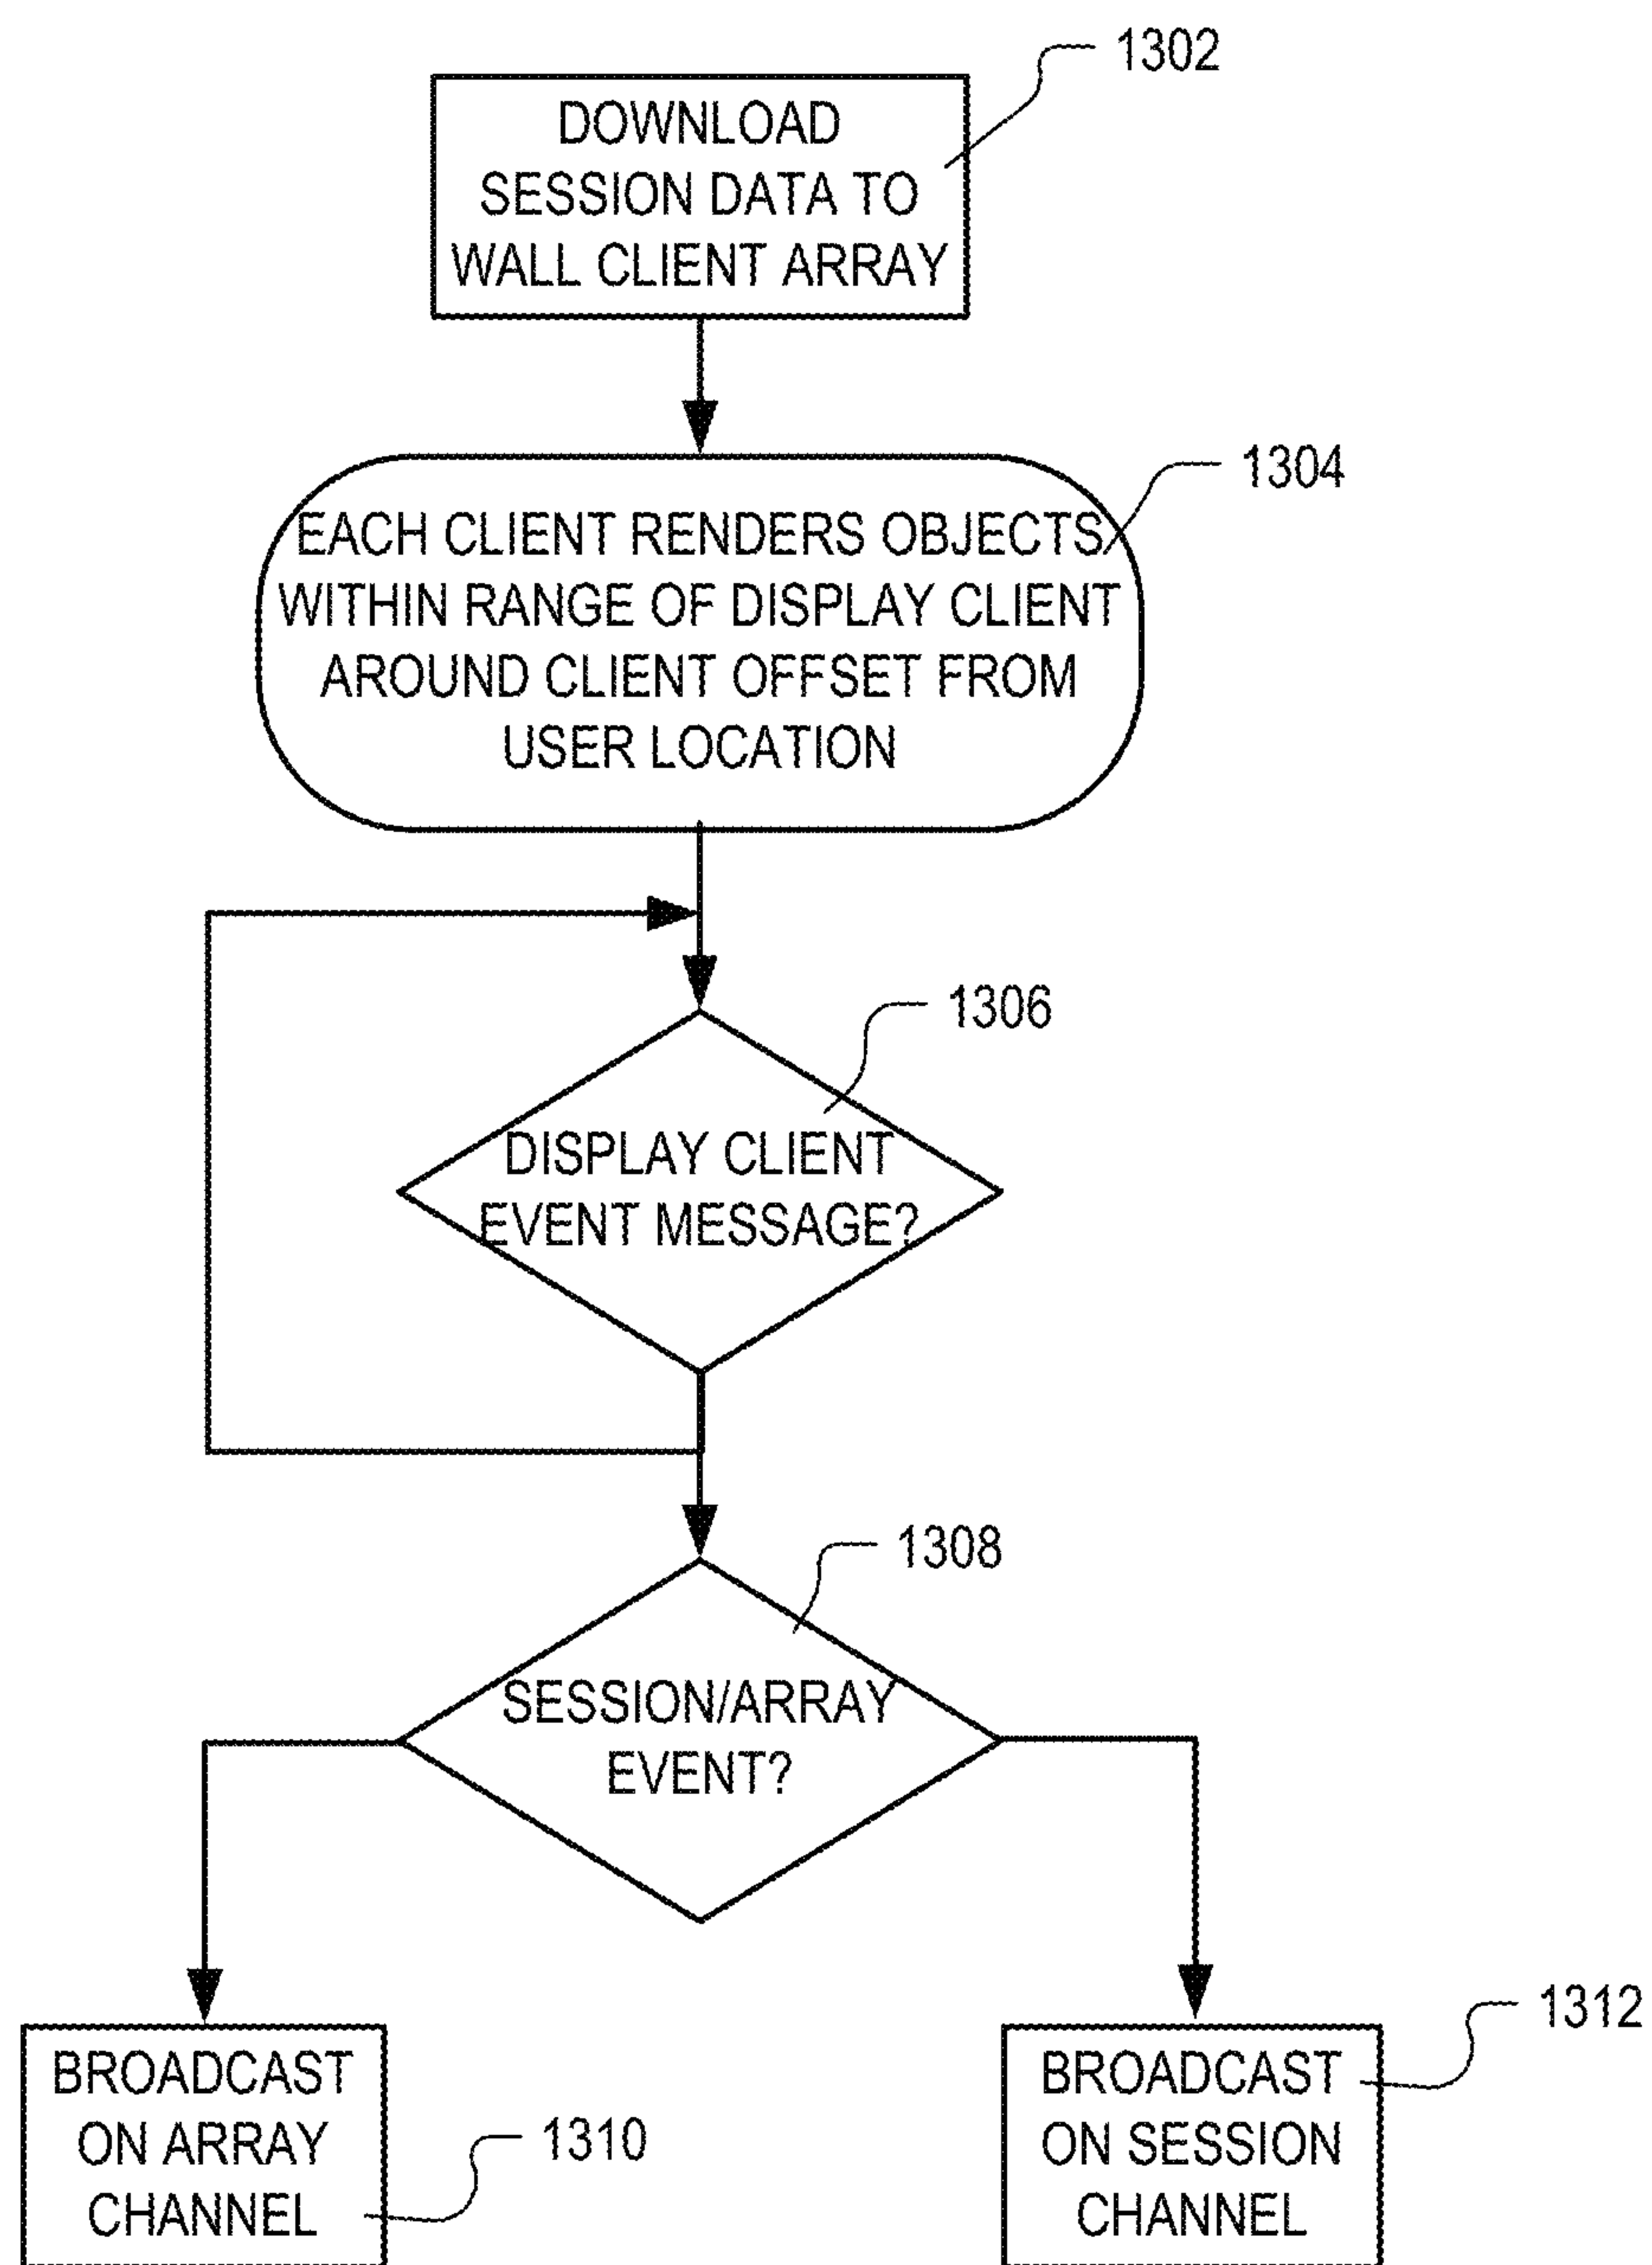 1302
DOWNLOAD
SESSION DATA TO
WALL CLIENT ARRAY
1304
EACH CLIENT RENDERS OBJECTS
WITHIN RANGE OF DISPLAY CLIENT
AROUND CLIENT OFFSET FROM
USER LOCATION
1306
DISPLAY CLIENT
EVENT MESSAGE?
1308
SESSION/ARRAY
EVENT?
BROADCAST
ON ARRAY
CHANNEL
1310
1312
BROADCAST
ON SESSION
CHANNEL